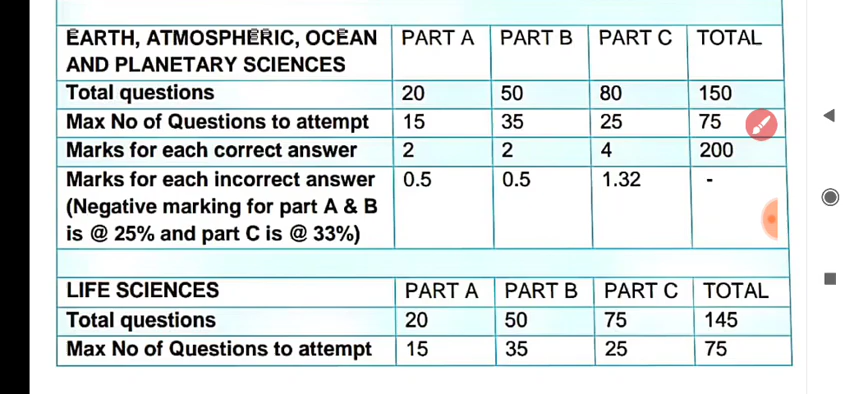 EARTH, ATMOSPHERIC, OCEAN AND PLANETARY SCIENCES PART A PART B PART C TOTAL
Total questions 20 50 80 150
Max No of Questions to attempt 15 35 25 75
Marks for each correct answer 2 2 4 200
Marks for each incorrect answer (Negative marking for part A & B is @ 25% and part C is @ 33%) 0.5 0.5 1.32 -
LIFE SCIENCES PART A PART B PART C TOTAL
Total questions 20 50 75 145
Max No of Questions to attempt 15 35 25 75